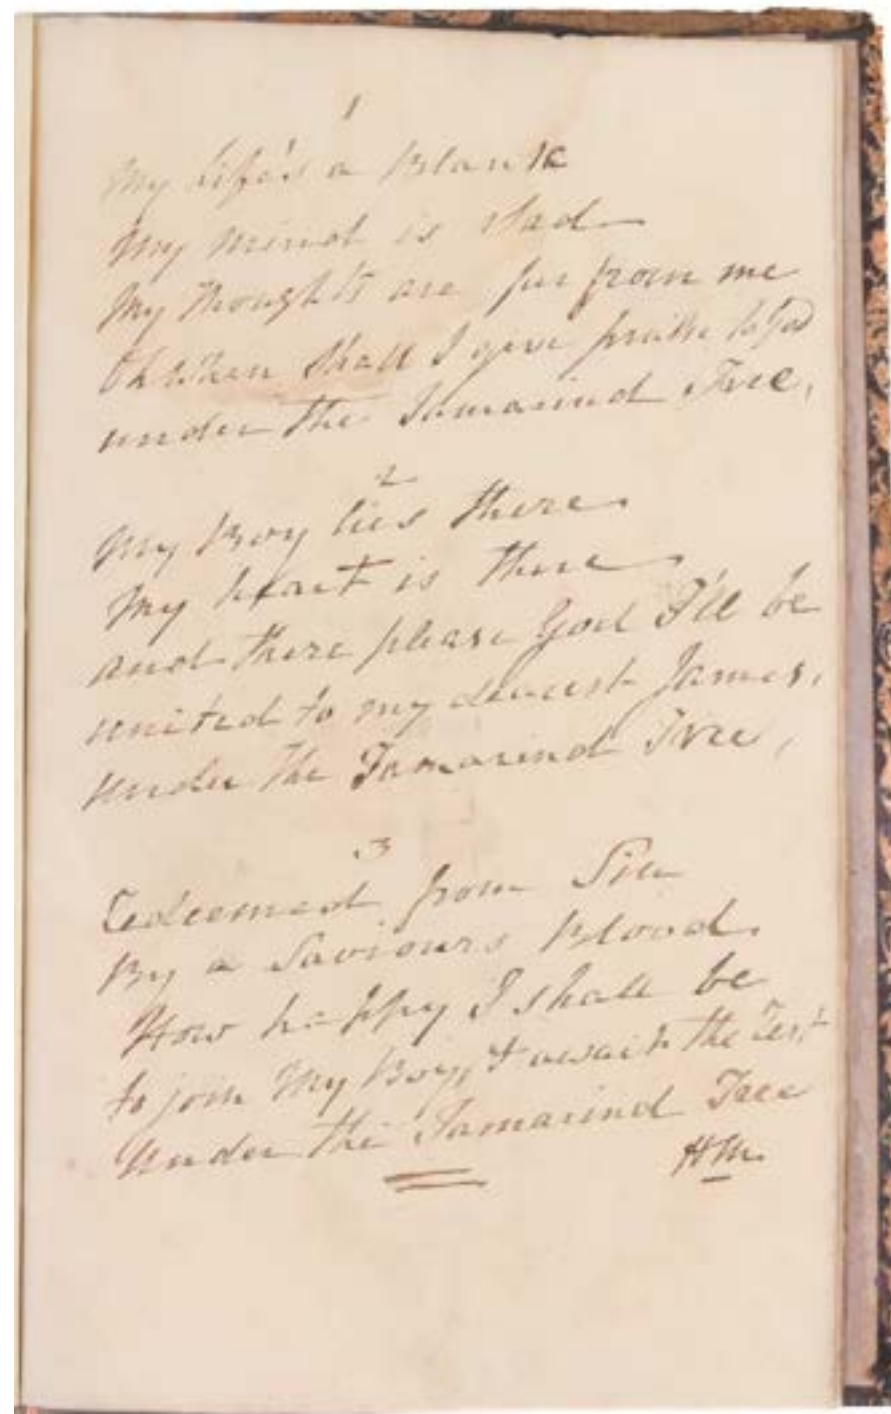 1
My Life's a Blank
My mind is Sad
My thoughts are far from me
Oh when shall I give praise to God
under the Tamarind Tree,
2
My Boy lies there
My heart is there
and there please God I'll be
united to my dearest James,
Under the Tamarind Tree,
3
Redeemed from Sin
By a Saviours Blood
How happy I shall be
to join My Boy, & await the Test
Under the Tamarind Tree
HM.